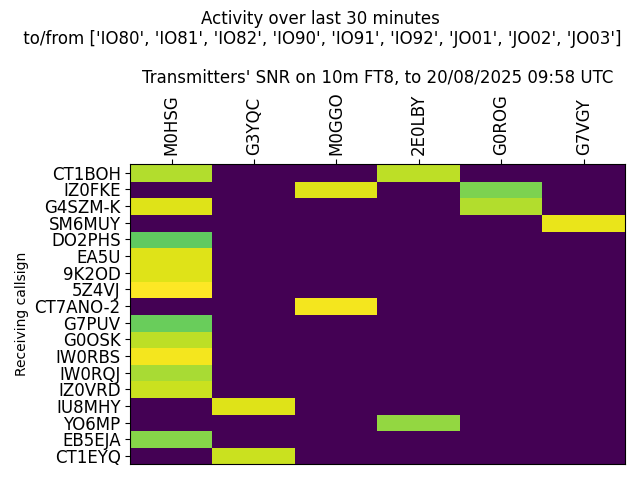 Activity over last 30 minutes
to/from ['IO80', 'IO81', 'IO82', 'IO90', 'IO91', 'IO92', 'JO01', 'JO02', 'JO03']
Transmitters' SNR on 10m FT8, to 20/08/2025 09:58 UTC
M0HSG
G3YQC
M0GGO
2E0LBY
G0ROG
G7VGY
Receiving callsign
CT1BOH
IZ0FKE
G4SZM-K
SM6MUY
DO2PHS
EA5U
9K2OD
5Z4VJ
CT7ANO-2
G7PUV
G0OSK
IW0RBS
IW0RQJ
IZ0VRD
IU8MHY
YO6MP
EB5EJA
CT1EYQ